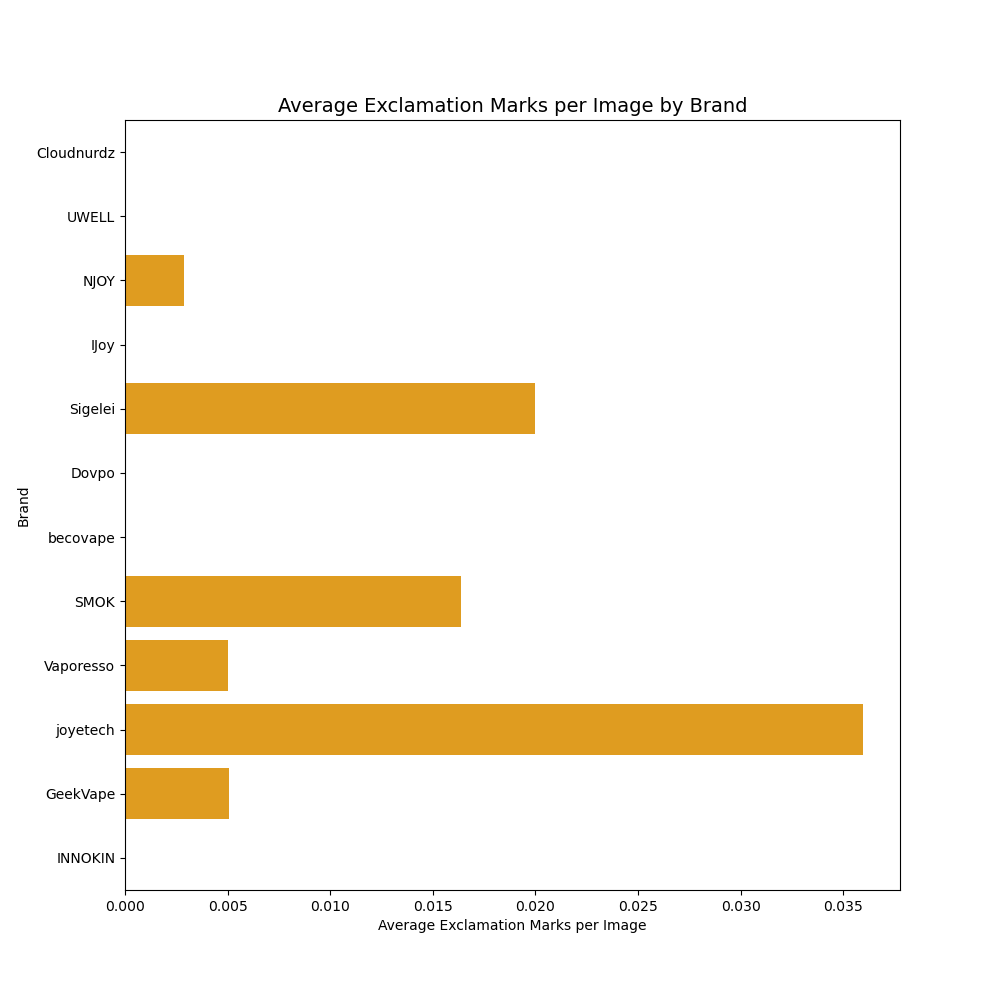 Average Exclamation Marks per Image by Brand
Cloudnurdz
UWELL
NJOY
IJoy
Sigelei
Dovpo
becovape
SMOK
Vaporesso
joyetech
GeekVape
INNOKIN
Brand
0.000 0.005 0.010 0.015 0.020 0.025 0.030 0.035
Average Exclamation Marks per Image